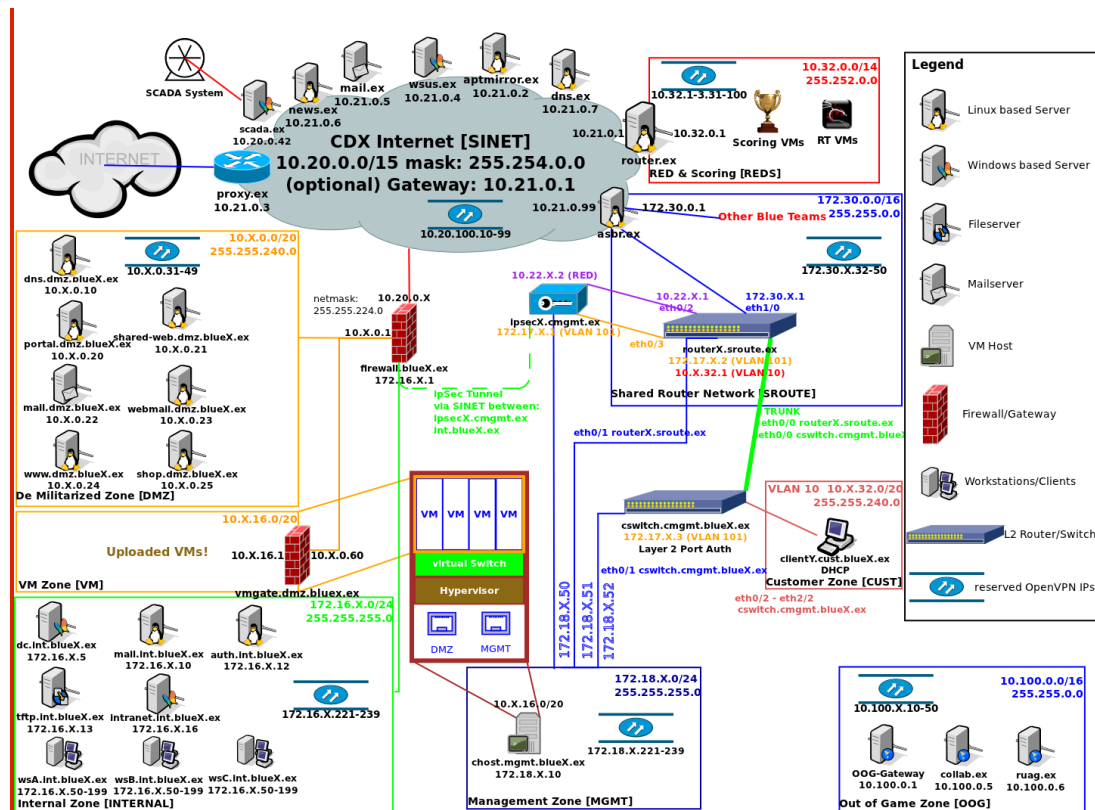 SCADA System
scada.ex
10.20.0.42
news.ex
10.21.0.6
mail.ex
10.21.0.5
wsus.ex
10.21.0.4
aptmirror.ex
10.21.0.2
dns.ex
10.21.0.7
INTERNET
proxy.ex
10.21.0.3
CDX Internet [SINET]
10.20.0.0/15 mask: 255.254.0.0
(optional) Gateway: 10.21.0.1
10.20.100.10-99
10.21.0.1
10.32.0.1
router.ex
10.21.0.99
172.30.0.1
asbr.ex
10.32.0.0/14
255.252.0.0
10.32.1-3.31-100
Scoring VMs
RT VMs
RED & Scoring [REDS]
172.30.0.0/16
255.255.0.0
Other Blue Teams
172.30.X.32-50
10.22.X.2 (RED)
10.22.X.1
eth0/2
172.30.X.1
eth1/0
ipsecX.cmgmt.ex
172.17.X.1 (VLAN 101)
eth0/3
routerX.sroute.ex
172.17.X.2 (VLAN 101)
10.X.32.1 (VLAN 10)
Shared Router Network [SROUTE]
10.X.0.0/20
255.255.240.0
10.X.0.31-49
dns.dmz.blueX.ex
10.X.0.10
portal.dmz.blueX.ex
10.X.0.20
shared-web.dmz.blueX.ex
10.X.0.21
mail.dmz.blueX.ex
10.X.0.22
webmail.dmz.blueX.ex
10.X.0.23
www.dmz.blueX.ex
10.X.0.24
shop.dmz.blueX.ex
10.X.0.25
De Militarized Zone [DMZ]
netmask:
255.255.224.0
10.20.0.X
10.X.0.1
firewall.blueX.ex
172.16.X.1
IpSec Tunnel
via SINET between:
ipsecX.cmgmt.ex
int.blueX.ex
eth0/1 routerX.sroute.ex
TRUNK
eth0/0 routerX.sroute.ex
eth0/0 cswitch.cmgmt.blueX
10.X.16.0/20
Uploaded VMs!
10.X.16.1
10.X.0.60
vmgate.dmz.bluex.ex
VM Zone [VM]
VM
VM
VM
VM
virtual Switch
Hypervisor
DMZ
MGMT
cswitch.cmgmt.blueX.ex
172.17.X.3 (VLAN 101)
Layer 2 Port Auth
eth0/1 cswitch.cmgmt.blueX.ex
172.18.X.50
172.18.X.51
172.18.X.52
VLAN 10
10.X.32.0/20
255.255.240.0
clientY.cust.blueX.ex
DHCP
Customer Zone [CUST]
eth0/2 - eth2/2
cswitch.cmgmt.blueX.ex
172.16.X.0/24
255.255.255.0
dc.int.blueX.ex
172.16.X.5
mail.int.blueX.ex
172.16.X.10
auth.int.blueX.ex
172.16.X.12
tftp.int.blueX.ex
172.16.X.13
intranet.int.blueX.ex
172.16.X.16
172.16.X.221-239
wsA.int.blueX.ex
172.16.X.50-199
wsB.int.blueX.ex
172.16.X.50-199
wsC.int.blueX.ex
172.16.X.50-199
Internal Zone [INTERNAL]
172.18.X.0/24
255.255.255.0
10.X.16.0/20
chost.mgmt.blueX.ex
172.18.X.10
172.18.X.221-239
Management Zone [MGMT]
10.100.0.0/16
255.255.0.0
10.100.X.10-50
OOG-Gateway
10.100.0.1
collab.ex
10.100.0.5
ruag.ex
10.100.0.6
Out of Game Zone [OOG]
Legend
Linux based Server
Windows based Server
Fileserver
Mailserver
VM Host
Firewall/Gateway
Workstations/Clients
L2 Router/Switch
reserved OpenVPN IPs